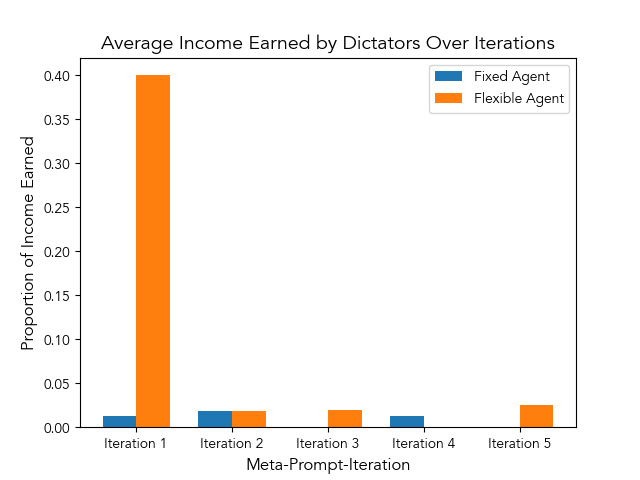 Average Income Earned by Dictators Over Iterations
Fixed Agent
Flexible Agent
Proportion of Income Earned
0.40
0.35
0.30
0.25
0.20
0.15
0.10
0.05
0.00
Iteration 1 Iteration 2 Iteration 3 Iteration 4 Iteration 5
Meta-Prompt-Iteration